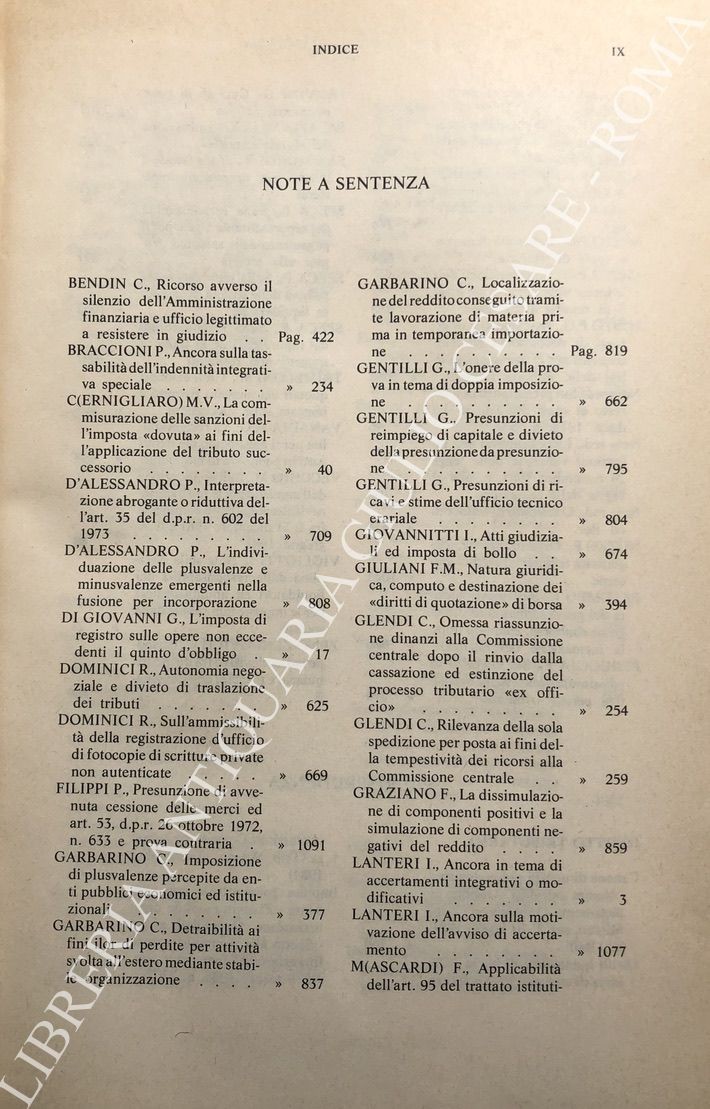 INDICE
IX
NOTE A SENTENZA
BENDIN C., Ricorso avverso il
silenzio dell'Amministrazione
finanziaria e ufficio legittimato
a resistere in giudizio . . Pag. 422
BRACCIONI P., Ancora sulla tas-
sabilità dell'indennità integrati-
va speciale . . . . . . . » 234
C(ERNIGLIARO) M.V., La com-
misurazione delle sanzioni del-
l'imposta «dovuta» ai fini del-
l'applicazione del tributo suc-
cessorio . . . . . . . . » 40
D'ALESSANDRO P., Interpreta-
zione abrogante o riduttiva del-
l'art. 35 del d.p.r. n. 602 del
1973 . . . . . . . . . » 709
D'ALESSANDRO P., L'indivi-
duazione delle plusvalenze e
minusvalenze emergenti nella
fusione per incorporazione » 808
DI GIOVANNI G., L'imposta di
registro sulle opere non ecce-
denti il quinto d'obbligo . » 17
DOMINICI R., Autonomia nego-
ziale e divieto di traslazione
dei tributi . . . . . . . » 625
DOMINICI R., Sull'ammissibili-
tà della registrazione d'ufficio
di fotocopie di scritture private
non autenticate . . . . . » 669
FILIPPI P., Presunzione di avve-
nuta cessione delle merci ed
art. 53, d.p.r. 26 ottobre 1972,
n. 633 e prova contraria . » 1091
GARBARINO C., Imposizione
di plusvalenze percepite da en-
ti pubblici economici ed istitu-
zionali . . . . . . . . » 377
GARBARINO C., Detraibilità ai
fini ilor di perdite per attività
svolta all'estero mediante stabi-
le organizzazione . . . . » 837
GARBARINO C., Localizzazio-
ne del reddito conseguito trami-
te lavorazione di materia pri-
ma in temporanea importazio-
ne . . . . . . . . . . Pag. 819
GENTILLI G., L'onere della pro-
va in tema di doppia imposizio-
ne . . . . . . . . . . » 662
GENTILLI G., Presunzioni di
reimpiego di capitale e divieto
della presunzione da presunzio-
ne . . . . . . . . . . » 795
GENTILLI G., Presunzioni di ri-
cavi e stime dell'ufficio tecnico
erariale . . . . . . . . » 804
GIOVANNITTI I., Atti giudizia-
li ed imposta di bollo . . » 674
GIULIANI F.M., Natura giuridi-
ca, computo e destinazione dei
«diritti di quotazione» di borsa » 394
GLENDI C., Omessa riassunzio-
ne dinanzi alla Commissione
centrale dopo il rinvio dalla
cassazione ed estinzione del
processo tributario «ex offi-
cio» . . . . . . . . . » 254
GLENDI C., Rilevanza della sola
spedizione per posta ai fini del-
la tempestività dei ricorsi alla
Commissione centrale . . » 259
GRAZIANO F., La dissimulazio-
ne di componenti positivi e la
simulazione di componenti ne-
gativi del reddito . . . . » 859
LANTERI I., Ancora in tema di
accertamenti integrativi o mo-
dificativi . . . . . . . » 3
LANTERI I., Ancora sulla moti-
vazione dell'avviso di accerta-
mento . . . . . . . . » 1077
M(ASCARDI) F., Applicabilità
dell'art. 95 del trattato istituti-
LIBRERIA ANTIQUARIA GIULIO CESARE - ROMA